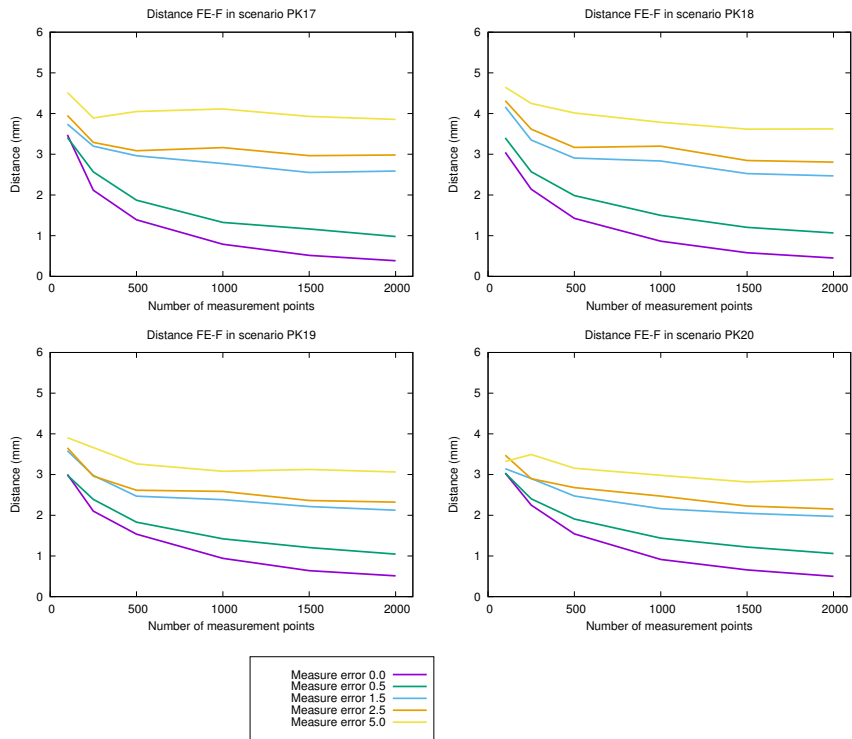 Distance FE-F in scenario PK17
6
5
4
3
2
1
0
Distance (mm)
0 500 1000 1500 2000
Number of measurement points
Distance FE-F in scenario PK18
6
5
4
3
2
1
0
Distance (mm)
0 500 1000 1500 2000
Number of measurement points
Distance FE-F in scenario PK19
6
5
4
3
2
1
0
Distance (mm)
0 500 1000 1500 2000
Number of measurement points
Distance FE-F in scenario PK20
6
5
4
3
2
1
0
Distance (mm)
0 500 1000 1500 2000
Number of measurement points
Measure error 0.0
Measure error 0.5
Measure error 1.5
Measure error 2.5
Measure error 5.0